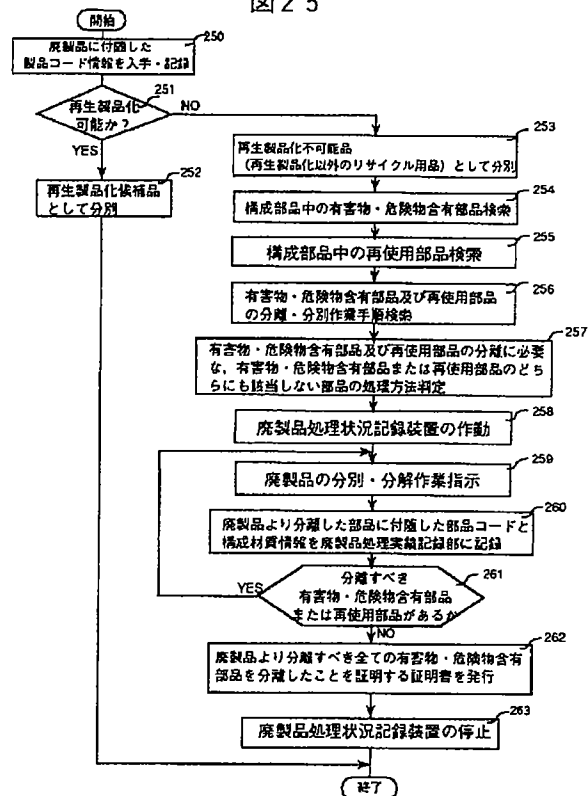 図25
開始
250
廃製品に付随した
製品コード情報を入手・記録
251
再生製品化
可能か?
NO
YES
252
再生製品化候補品
として分別
253
再生製品化不可能品
(再生製品化以外のリサイクル用品)として分別
254
構成部品中の有害物・危険物含有部品検索
255
構成部品中の再使用部品検索
256
有害物・危険物含有部品及び再使用部品
の分離・分別作業手順検索
257
有害物・危険物含有部品及び再使用部品の分離に必要
な、有害物・危険物含有部品または再使用部品のどち
らにも該当しない部品の処理方法判定
258
廃製品処理状況記録装置の作動
259
廃製品の分別・分解作業指示
260
廃製品より分離した部品に付随した部品コードと
構成材質情報を廃製品処理実績記録部に記録
261
分離すべき
有害物・危険物含有部品
または再使用部品があるか
YES
NO
262
廃製品より分離すべき全ての有害物・危険物含有
部品を分離したことを証明する証明書を発行
263
廃製品処理状況記録装置の停止
終了